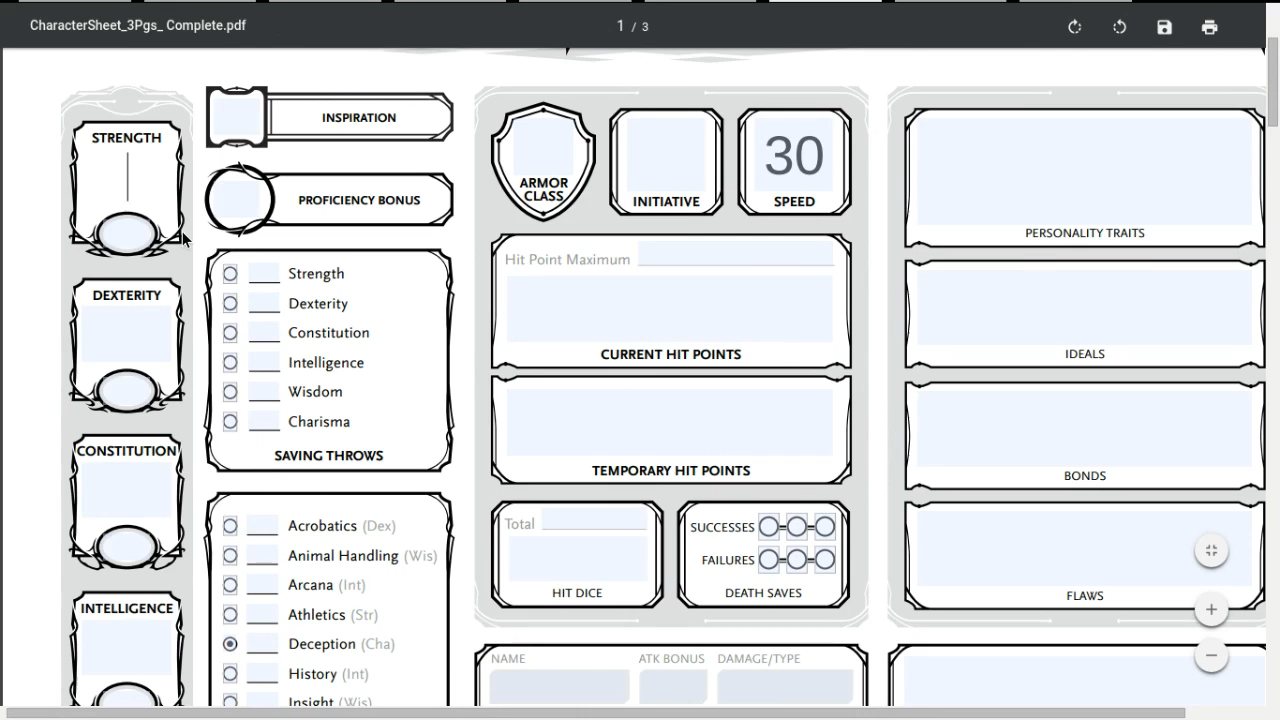 CharacterSheet_3Pgs_ Complete.pdf
1 / 3
STRENGTH
DEXTERITY
CONSTITUTION
INTELLIGENCE
INSPIRATION
PROFICIENCY BONUS
Strength
Dexterity
Constitution
Intelligence
Wisdom
Charisma
SAVING THROWS
Acrobatics (Dex)
Animal Handling (Wis)
Arcana (Int)
Athletics (Str)
Deception (Cha)
History (Int)
Insight (Wis)
ARMOR
CLASS
INITIATIVE
30
SPEED
Hit Point Maximum
CURRENT HIT POINTS
TEMPORARY HIT POINTS
Total
HIT DICE
SUCCESSES
FAILURES
DEATH SAVES
NAME ATK BONUS DAMAGE/TYPE
PERSONALITY TRAITS
IDEALS
BONDS
FLAWS